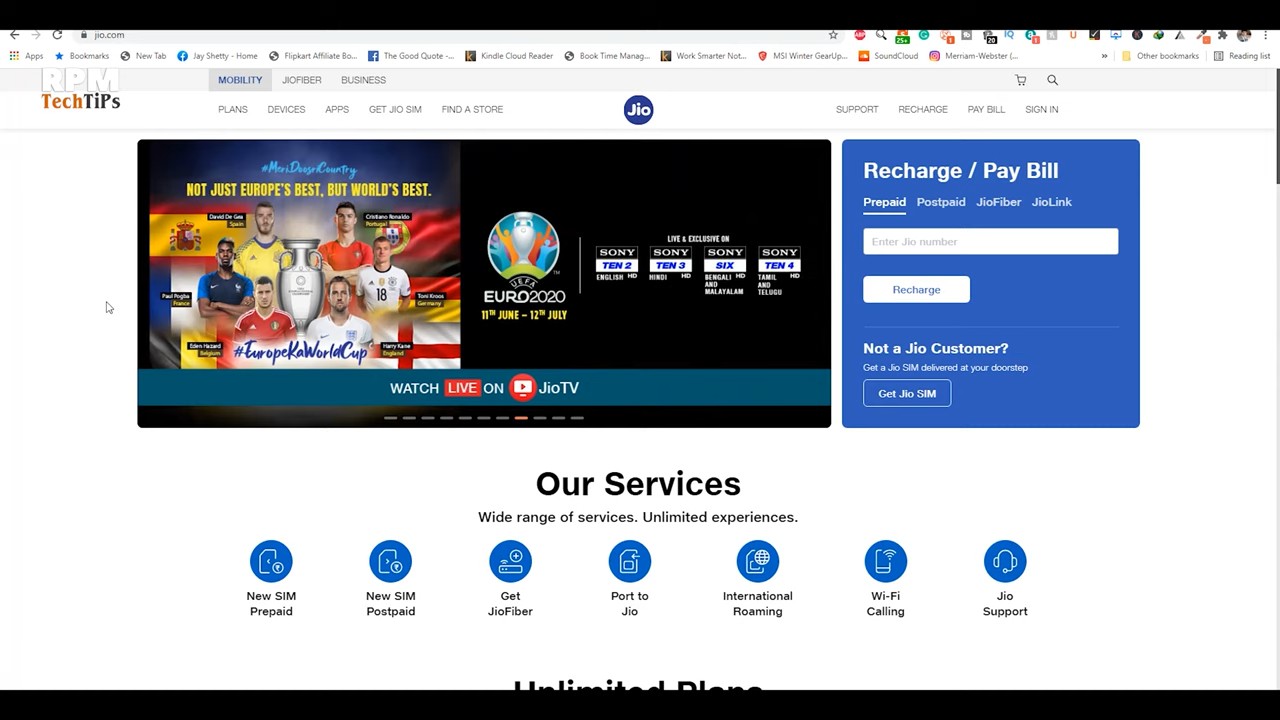 jio.com
Apps Bookmarks New Tab Jay Shetty - Home Flipkart Affiliate Bo... The Good Quote -... Kindle Cloud Reader Book Time Manag... Work Smarter Not... MSI Winter GearUp... SoundCloud Merriam-Webster (... » Other bookmarks Reading list
RPM
TechTiPs
MOBILITY JIOFIBER BUSINESS
PLANS DEVICES APPS GET JIO SIM FIND A STORE Jio SUPPORT RECHARGE PAY BILL SIGN IN
#MeriDoosriCountry
NOT JUST EUROPE'S BEST, BUT WORLD'S BEST.
David De Gea
Spain
Cristiano Ronaldo
Portugal
Paul Pogba
France
Toni Kroos
Germany
18
Eden Hazard
Belgium
Harry Kane
England
#EuropeKaWorldCup
UEFA
EURO2020
11TH JUNE - 12TH JULY
LIVE & EXCLUSIVE ON
SONY TEN 2 HD ENGLISH
SONY TEN 3 HD HINDI
SONY SIX HD BENGALI AND MALAYALAM
SONY TEN 4 HD TAMIL AND TELUGU
WATCH LIVE ON JioTV
Recharge / Pay Bill
Prepaid Postpaid JioFiber JioLink
Enter Jio number
Recharge
Not a Jio Customer?
Get a Jio SIM delivered at your doorstep
Get Jio SIM
Our Services
Wide range of services. Unlimited experiences.
New SIM Prepaid
New SIM Postpaid
Get JioFiber
Port to Jio
International Roaming
Wi-Fi Calling
Jio Support
Unlimited Plans